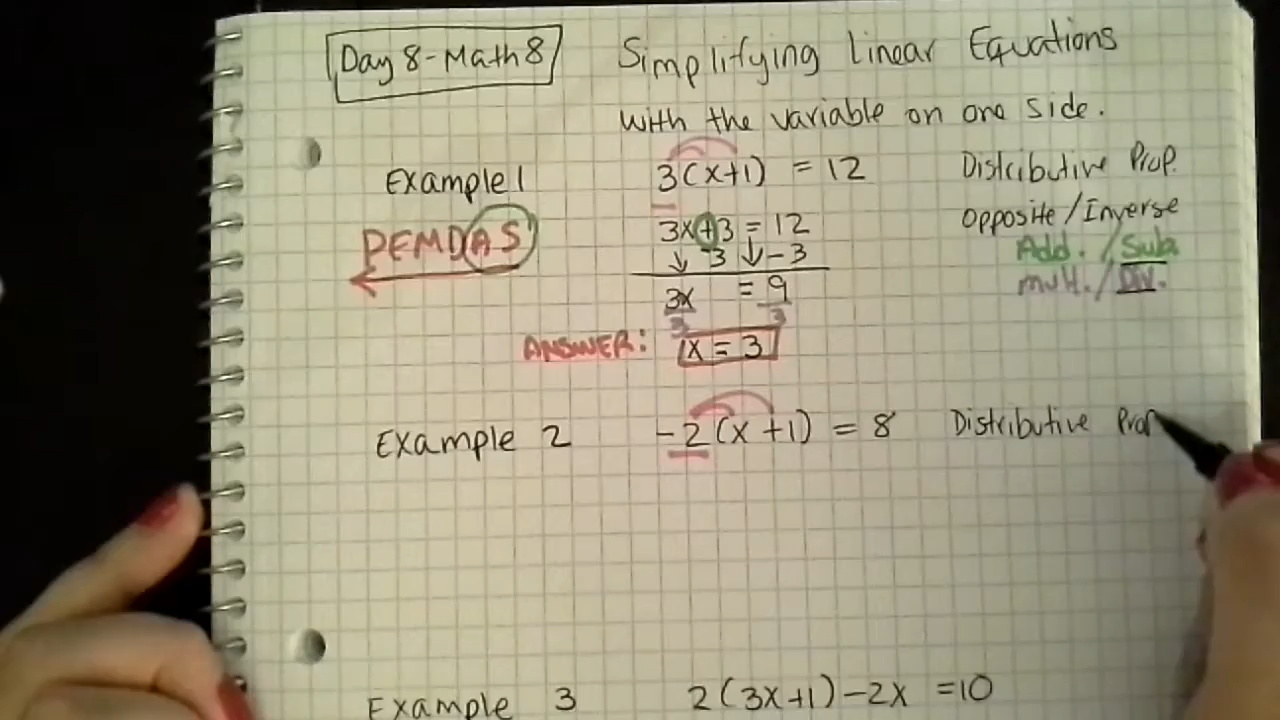 Day 8 - Math 8
Simplifying Linear Equations
with the variable on one side.
Example 1
3(x+1) = 12
Distributive Prop.
PEMDAS
3x+3 = 12
-3 -3
3x = 9
3 3
ANSWER: x = 3
Opposite/Inverse
Add. / Sub.
mult. / Div.
Example 2
-2(x+1) = 8
Distributive Prop
Example 3
2(3x+1)-2x = 10